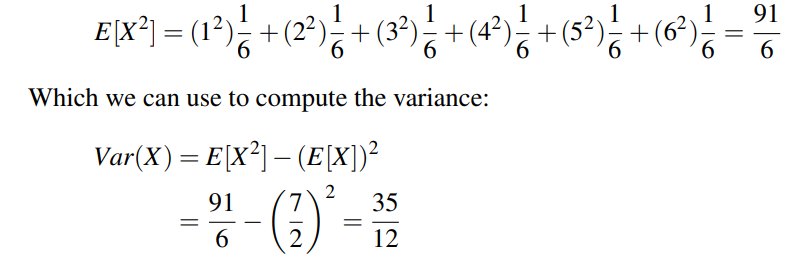 E[X²] = (1²)1/6 + (2²)1/6 + (3²)1/6 + (4²)1/6 + (5²)1/6 + (6²)1/6 = 91/6
Which we can use to compute the variance:
Var(X) = E[X²] − (E[X])²
= 91/6 − (7/2)² = 35/12